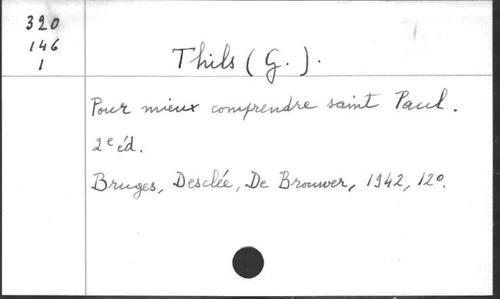 320
146
1
Thils (G.).
Pour mieux comprendre saint Paul.
2e éd.
Bruges, Desclée, De Brouwer, 1942, 12°.